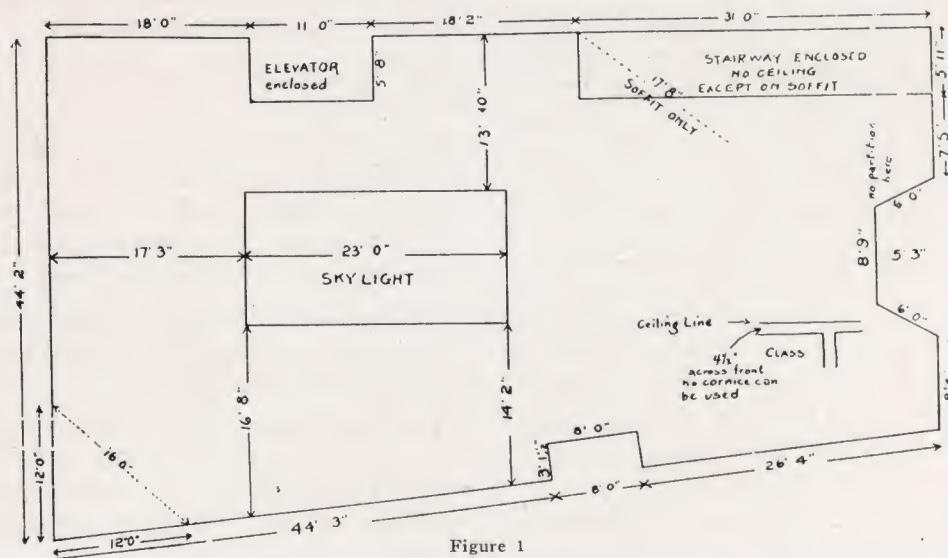 18'0"
11'0"
18'2"
31'0"
ELEVATOR
enclosed
5'8"
STAIRWAY ENCLOSED
NO CEILING
EXCEPT ON SOFFIT
5'11"
17'8"
SOFFIT ONLY
13'10"
7'5"
no partition
here
6'0"
44'2"
17'3"
23'0"
SKYLIGHT
8'9"
5'3"
6'0"
Ceiling Line
4½"
across front
no cornice can
be used
CLASS
16'8"
14'2"
8'0"
3'1½"
12'0"
16'0"
12'0"
44'3"
8'0"
26'4"
Figure 1